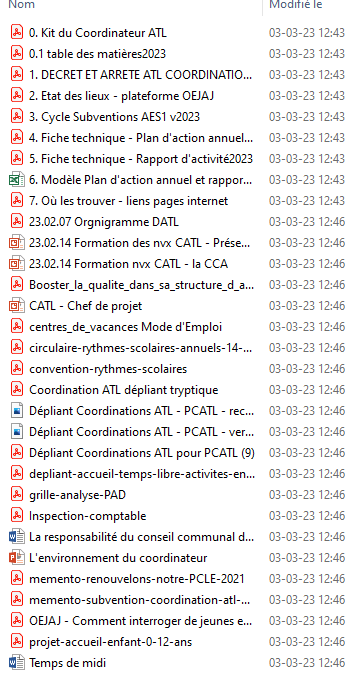 Nom Modifié le
0. Kit du Coordinateur ATL 03-03-23 12:43
0.1 table des matières2023 03-03-23 12:43
1. DECRET ET ARRETE ATL COORDINATIO... 03-03-23 12:43
2. Etat des lieux - plateforme OEJAJ 03-03-23 12:43
3. Cycle Subventions AES1 v2023 03-03-23 12:43
4. Fiche technique - Plan d'action annuel... 03-03-23 12:43
5. Fiche technique - Rapport d'activité2023 03-03-23 12:43
6. Modèle Plan d'action annuel et rappor... 03-03-23 12:43
7. Où les trouver - liens pages internet 03-03-23 12:43
23.02.07 Orgnigramme DATL 03-03-23 12:46
23.02.14 Formation des nvx CATL - Prése... 03-03-23 12:46
23.02.14 Formation nvx CATL - la CCA 03-03-23 12:46
Booster_la_qualite_dans_sa_structure_d_a... 03-03-23 12:46
CATL - Chef de projet 03-03-23 12:46
centres_de_vacances Mode d'Emploi 03-03-23 12:46
circulaire-rythmes-scolaires-annuels-14-... 03-03-23 12:46
convention-rythmes-scolaires 03-03-23 12:46
Coordination ATL dépliant tryptique 03-03-23 12:46
Dépliant Coordinations ATL - PCATL - rec... 03-03-23 12:46
Dépliant Coordinations ATL - PCATL - ver... 03-03-23 12:46
Dépliant Coordinations ATL pour PCATL (9) 03-03-23 12:46
depliant-accueil-temps-libre-activites-en... 03-03-23 12:46
grille-analyse-PAD 03-03-23 12:46
Inspection-comptable 03-03-23 12:46
La responsabilité du conseil communal d... 03-03-23 12:46
L'environement du coordinateur 03-03-23 12:46
memento-renouvelons-notre-PCLE-2021 03-03-23 12:46
memento-subvention-coordination-atl-... 03-03-23 12:46
OEJAJ - Comment interroger de jeunes e... 03-03-23 12:46
projet-accueil-enfant-0-12-ans 03-03-23 12:46
Temps de midi 03-03-23 12:46